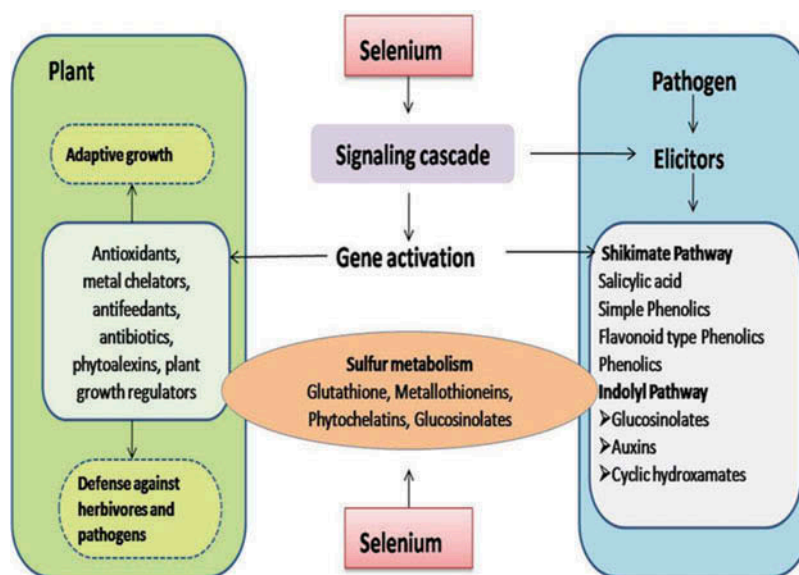 Plant
Adaptive growth
Antioxidants,
metal chelators,
antifeedants,
antibiotics,
phytoalexins, plant
growth regulators
Defense against
herbivores and
pathogens
Selenium
Signaling cascade
Gene activation
Sulfur metabolism
Glutathione, Metallothioneins,
Phytochelatins, Glucosinolates
Selenium
Pathogen
Elicitors
Shikimate Pathway
Salicylic acid
Simple Phenolics
Flavonoid type Phenolics
Phenolics
Indolyl Pathway
⮚Glucosinolates
⮚Auxins
⮚Cyclic hydroxamates